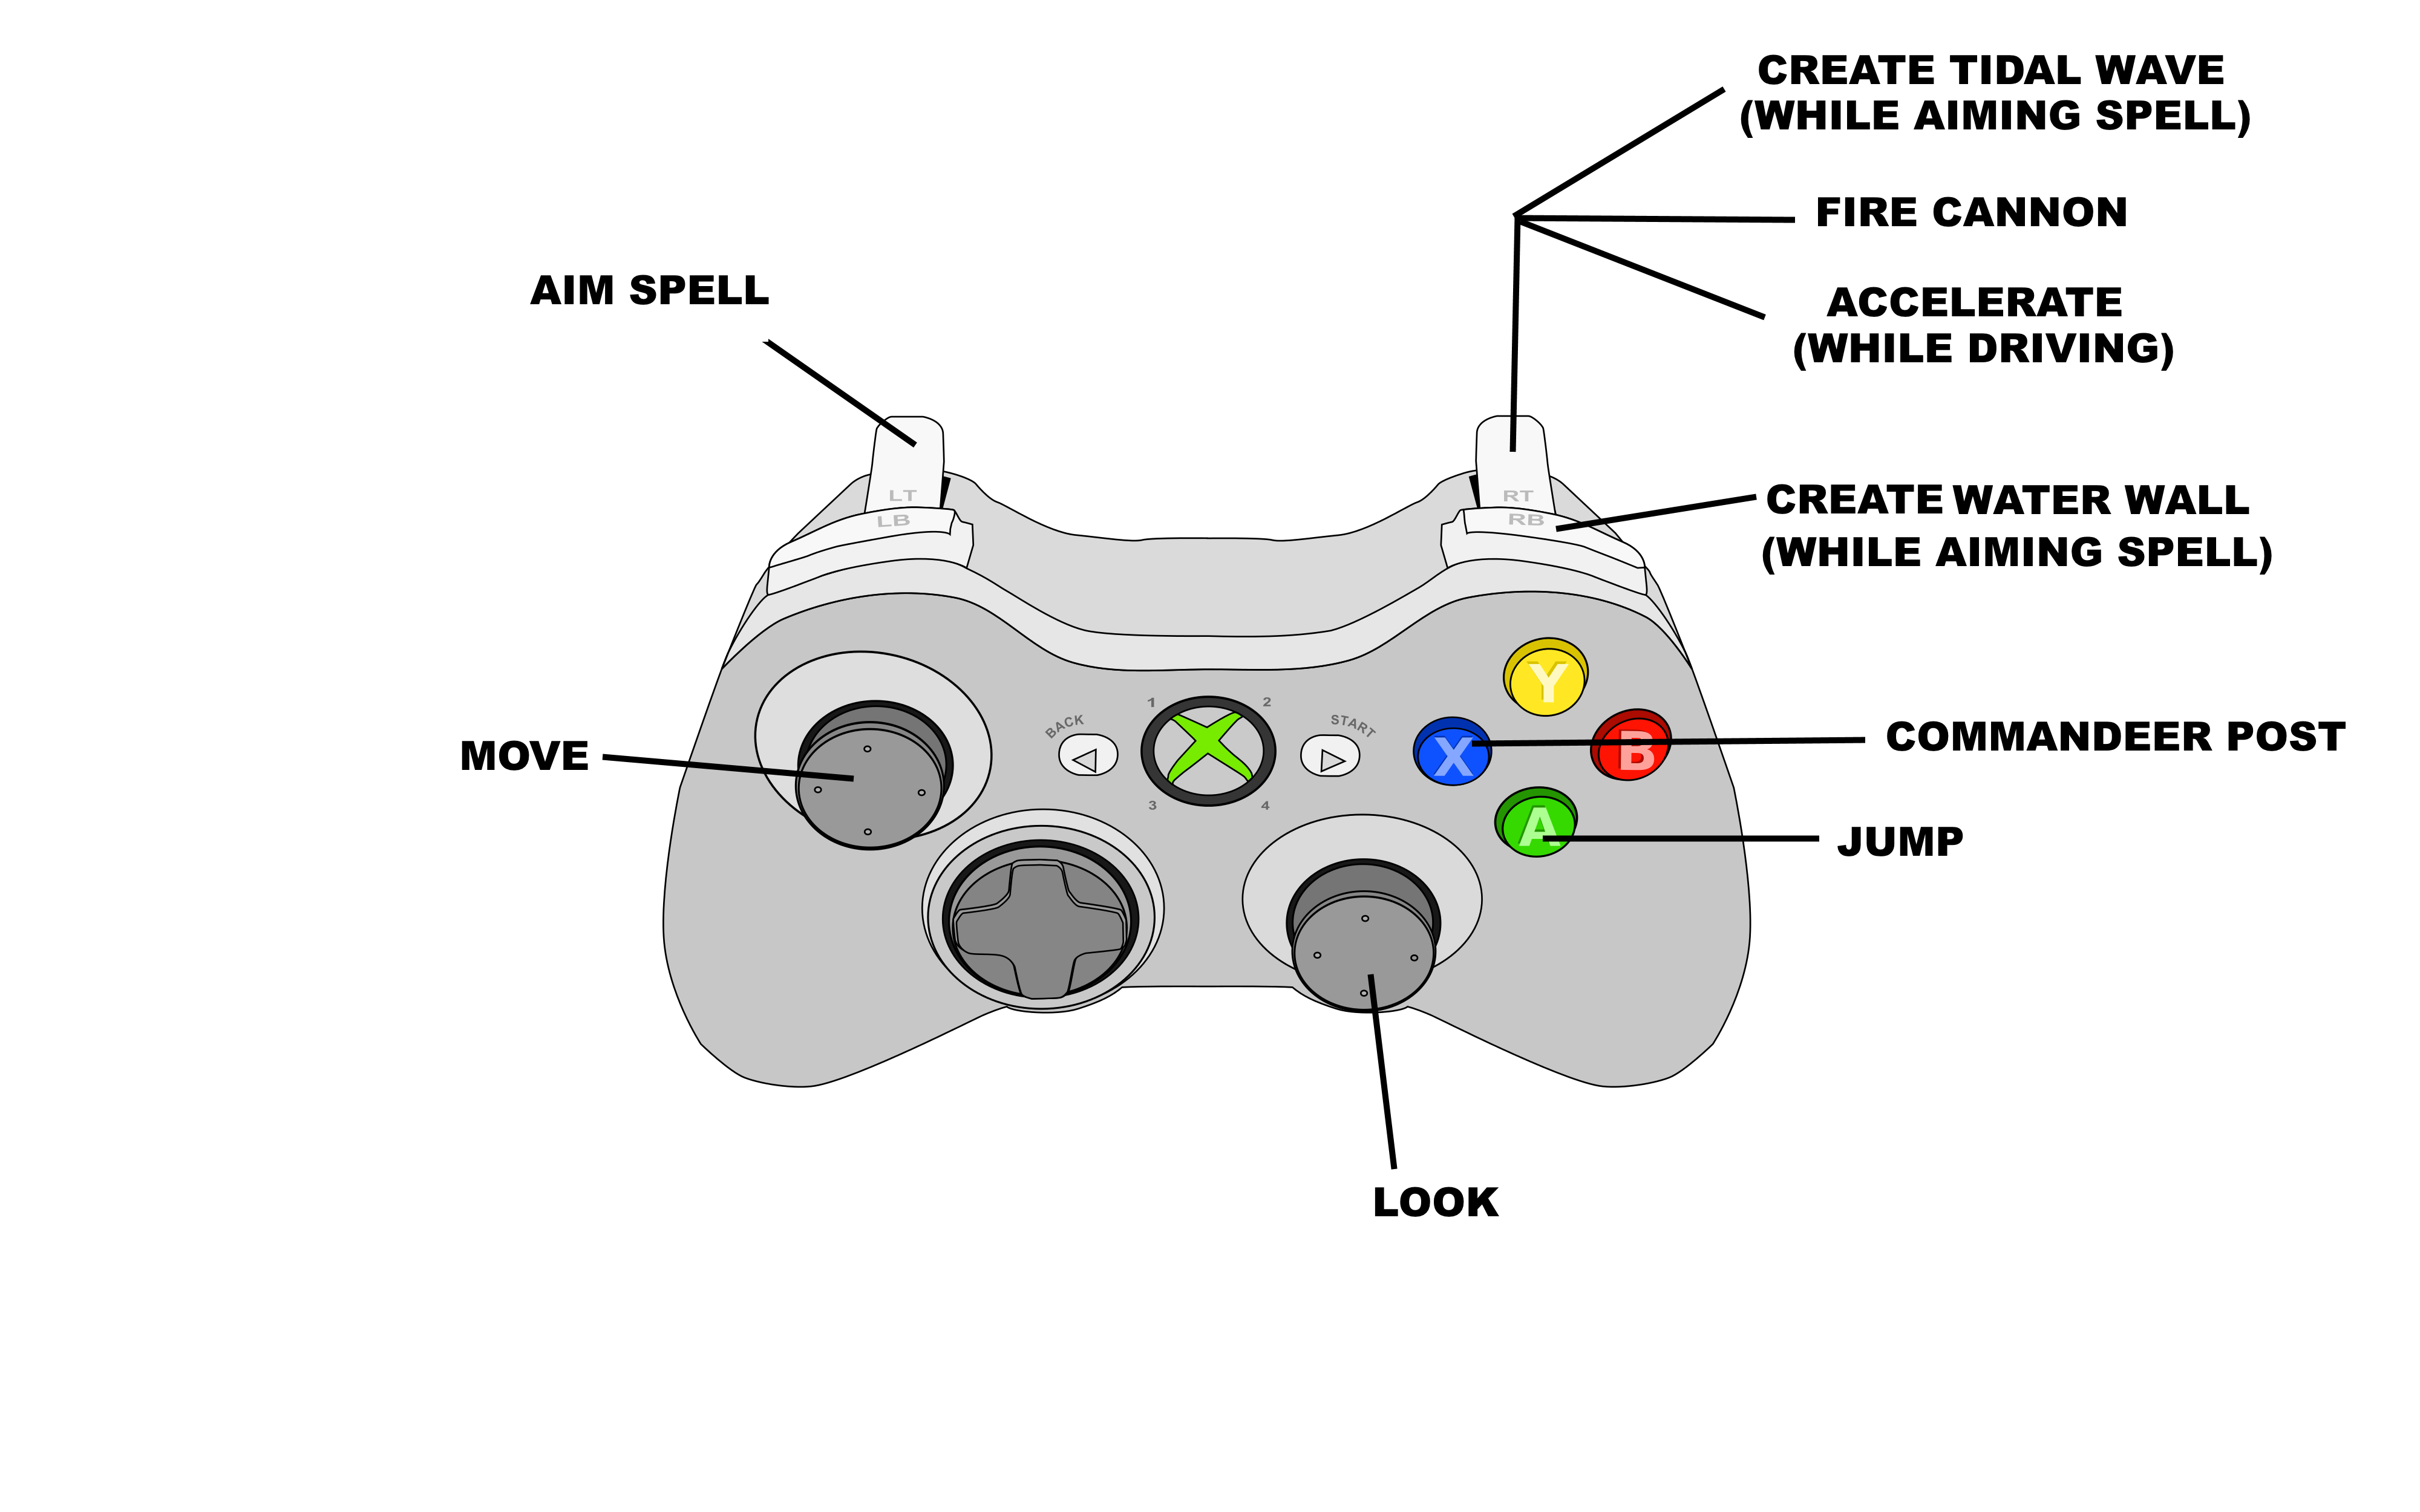 CREATE TIDAL WAVE
(WHILE AIMING SPELL)
FIRE CANNON
AIM SPELL
ACCELERATE
(WHILE DRIVING)
LT
LB
RT
RB
CREATE WATER WALL
(WHILE AIMING SPELL)
Y
1
2
BACK
START
MOVE
X
B
COMMANDEER POST
3
4
A
JUMP
LOOK